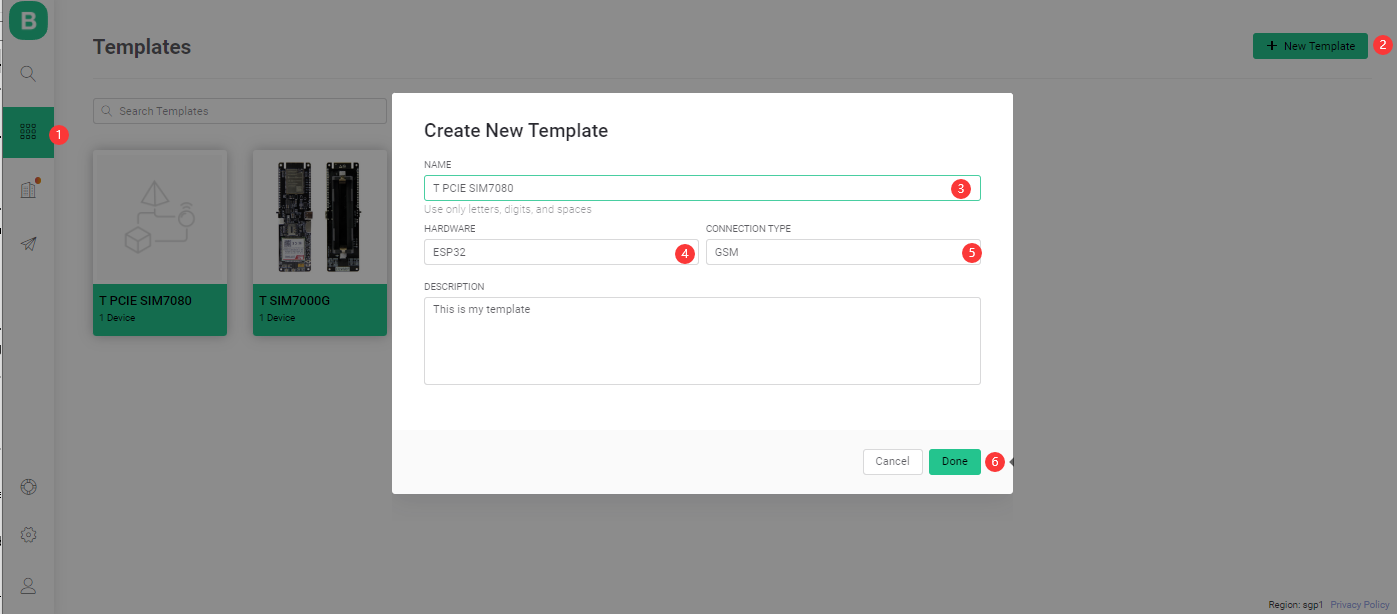 B
Templates
+ New Template
2
Search Templates
1
Create New Template
NAME
T PCIE SIM7080
3
Use only letters, digits, and spaces
HARDWARE
CONNECTION TYPE
ESP32
4
GSM
5
DESCRIPTION
This is my template
T PCIE SIM7080
1 Device
T SIM7000G
1 Device
Cancel
Done
6
Region: sgp1
Privacy Policy